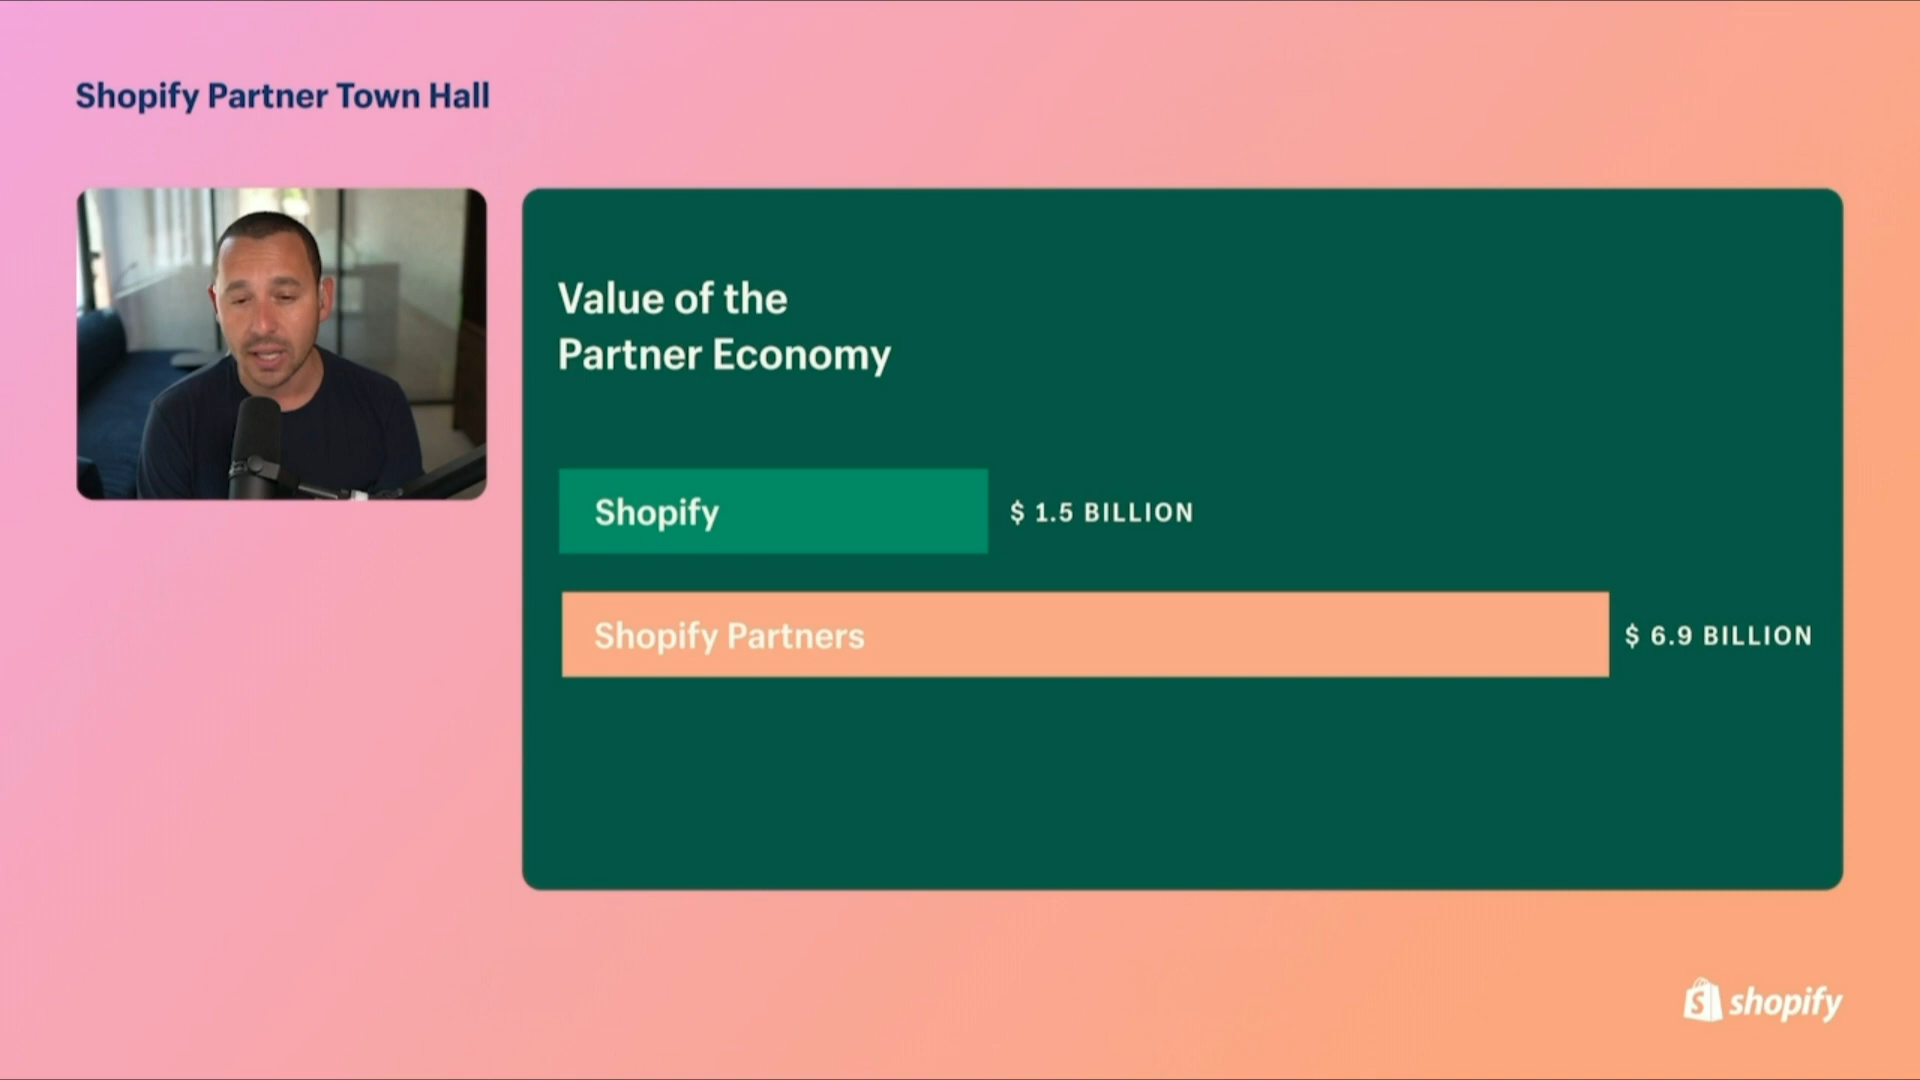 Shopify Partner Town Hall
Value of the
Partner Economy
Shopify
$ 1.5 BILLION
Shopify Partners
$ 6.9 BILLION
shopify